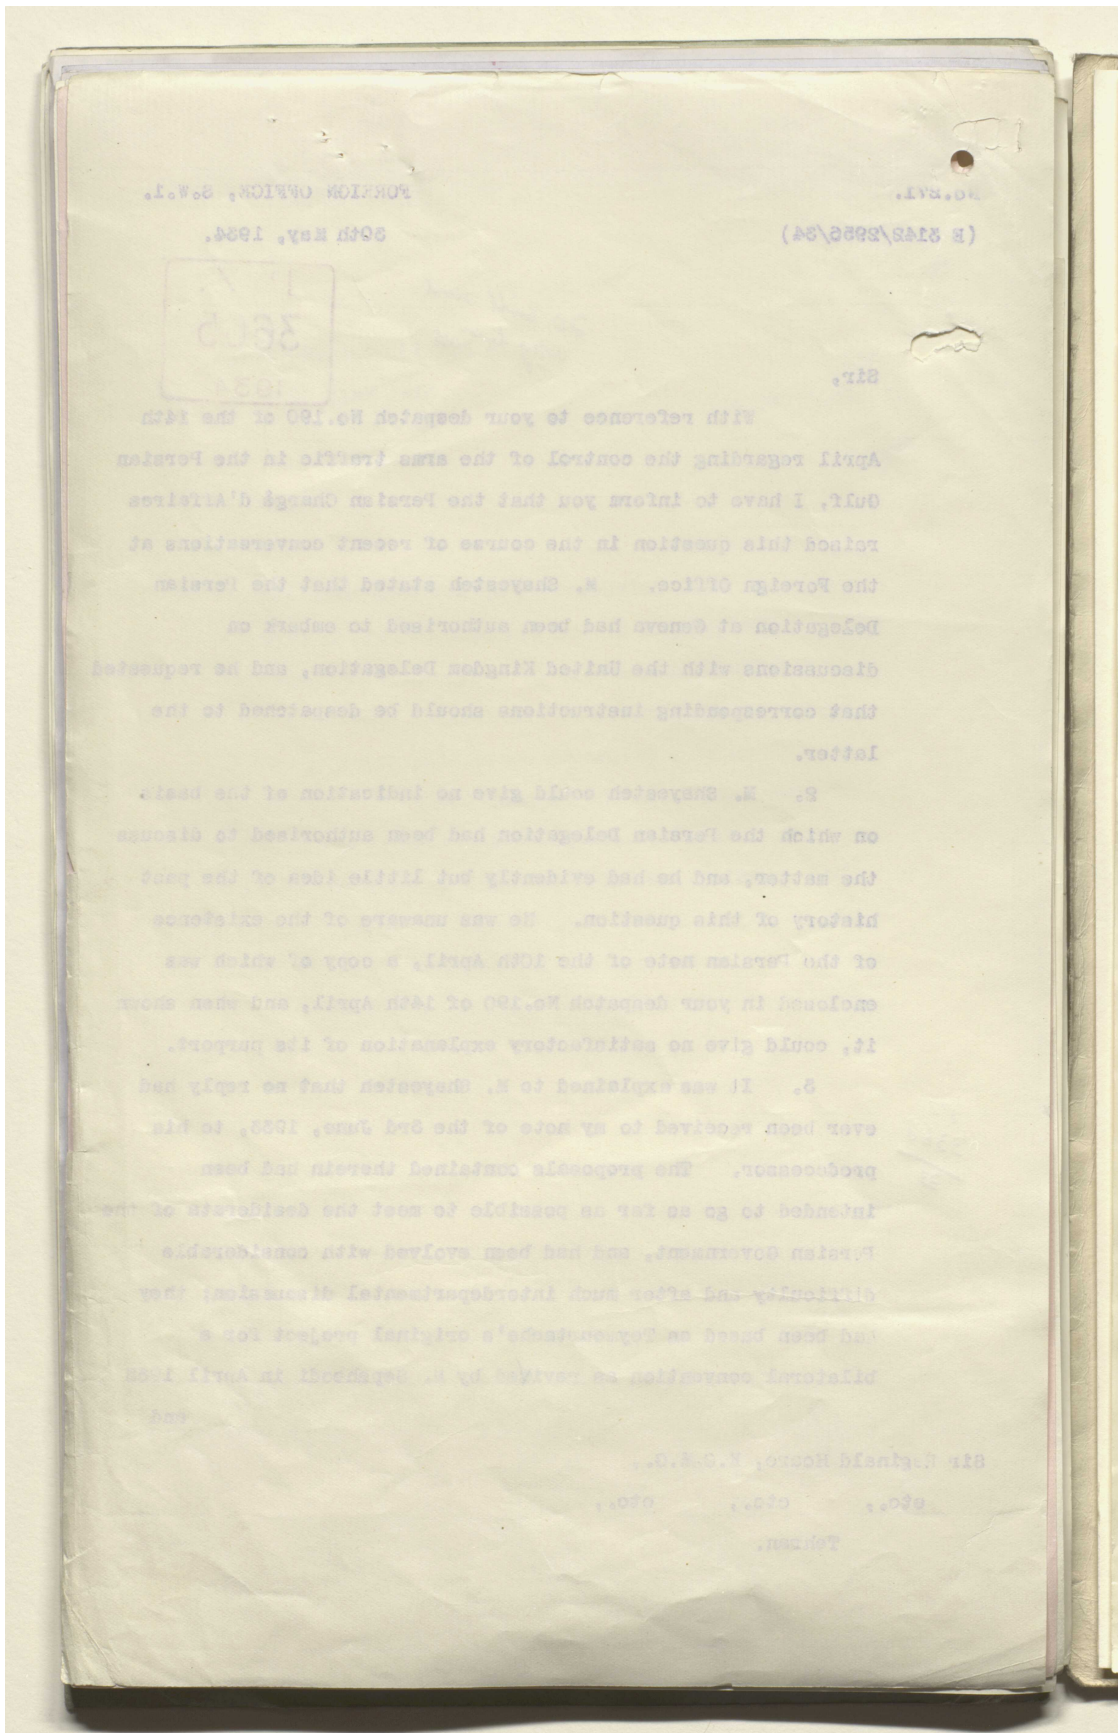 No.271.
FOREIGN OFFICE, S.W.1.
(E 3142/2956/34)
30th May, 1934.
3665
1934
Sir,
With reference to your despatch No.190 of the 14th
April regarding the control of the arms traffic in the Persian
Gulf, I have to inform you that the Persian Chargé d'Affaires
raised this question in the course of recent conversations at
the Foreign Office. M. Shayesteh stated that the Persian
Delegation at Geneva had been authorised to embark on
discussions with the United Kingdom Delegation, and he requested
that corresponding instructions should be despatched to the
latter.
2. M. Shayesteh could give no indication of the basis
on which the Persian Delegation had been authorised to discuss
the matter, and he had evidently but little idea of the past
history of this question. He was unaware of the existence
of the Persian note of the 10th April, a copy of which was
enclosed in your despatch No.190 of 14th April, and when shown
it, could give no satisfactory explanation of its purport.
3. It was explained to M. Shayesteh that no reply had
ever been received to my note of the 3rd June, 1933, to his
predecessor. The proposals contained therein had been
intended to go as far as possible to meet the desiderata of the
Persian Government, and had been evolved with considerable
difficulty and after much interdepartmental discussion; they
had been based on Teymourtache's original project for a
bilateral convention as revived by M. Sepahbodi in April 1933
and
Sir Reginald Hoare, K.C.M.G.,
etc., etc., etc.,
Tehran.